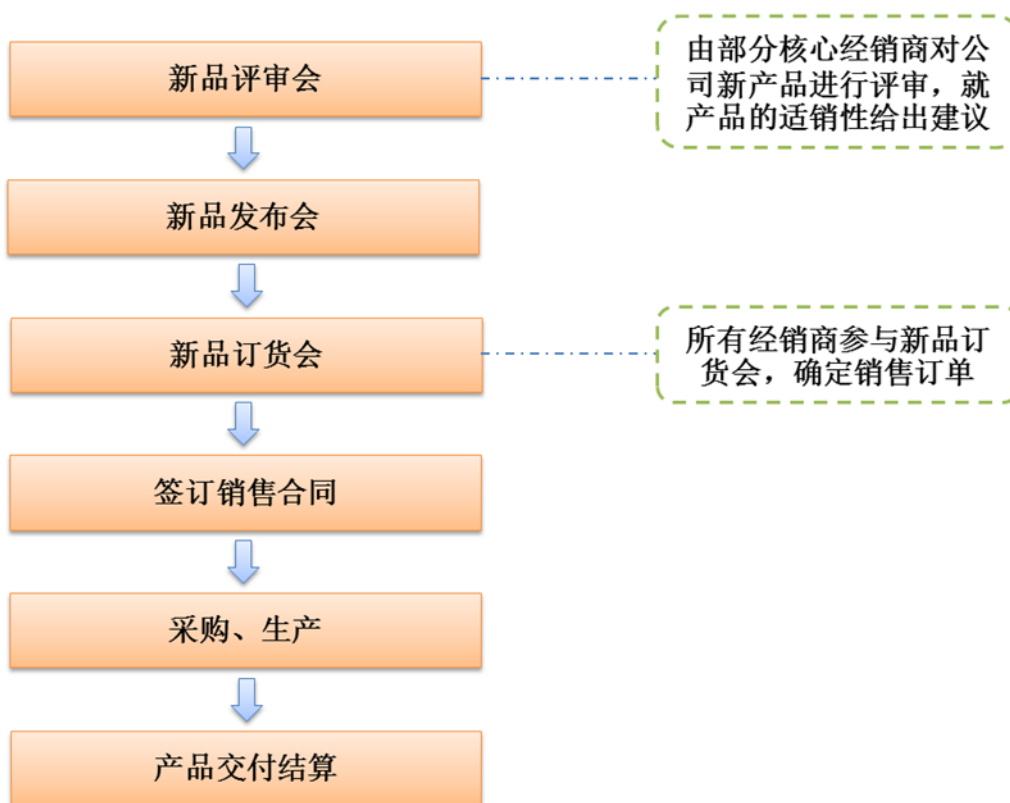 新品评审会
由部分核心经销商对公
司新产品进行评审，就
产品的适销性给出建议
新品发布会
新品订货会
所有经销商参与新品订
货会，确定销售订单
签订销售合同
采购、生产
产品交付结算